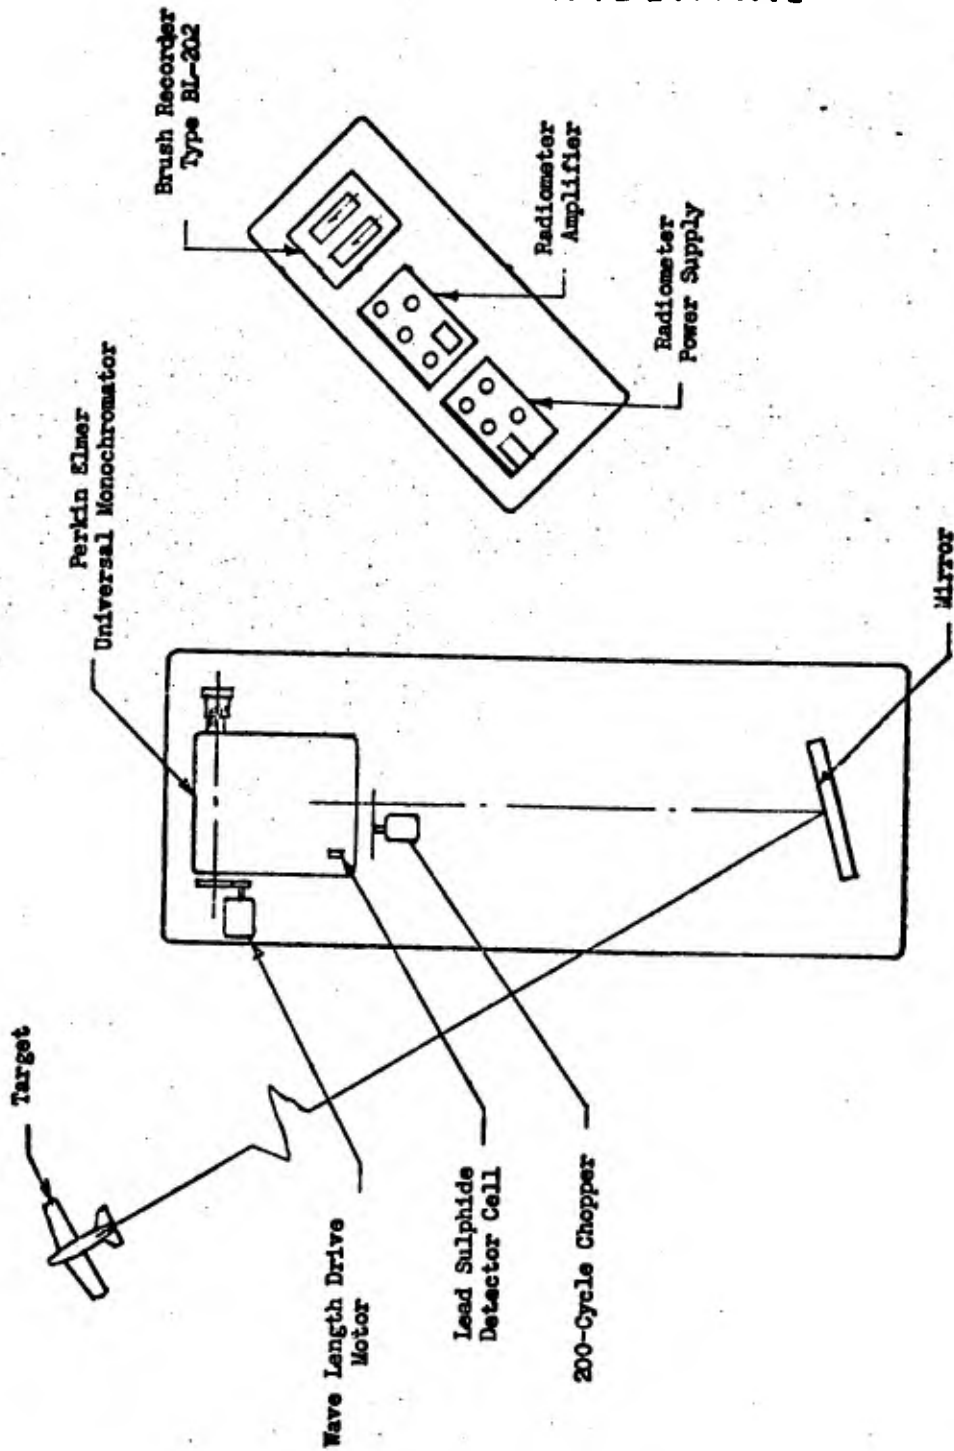 Target
Wave Length Drive
Motor
Lead Sulphide
Detector Cell
200-Cycle Chopper
Perkin Elmer
Universal Monochromator
Mirror
Brush Recorder
Type BL-202
Radiometer
Amplifier
Radiometer
Power Supply